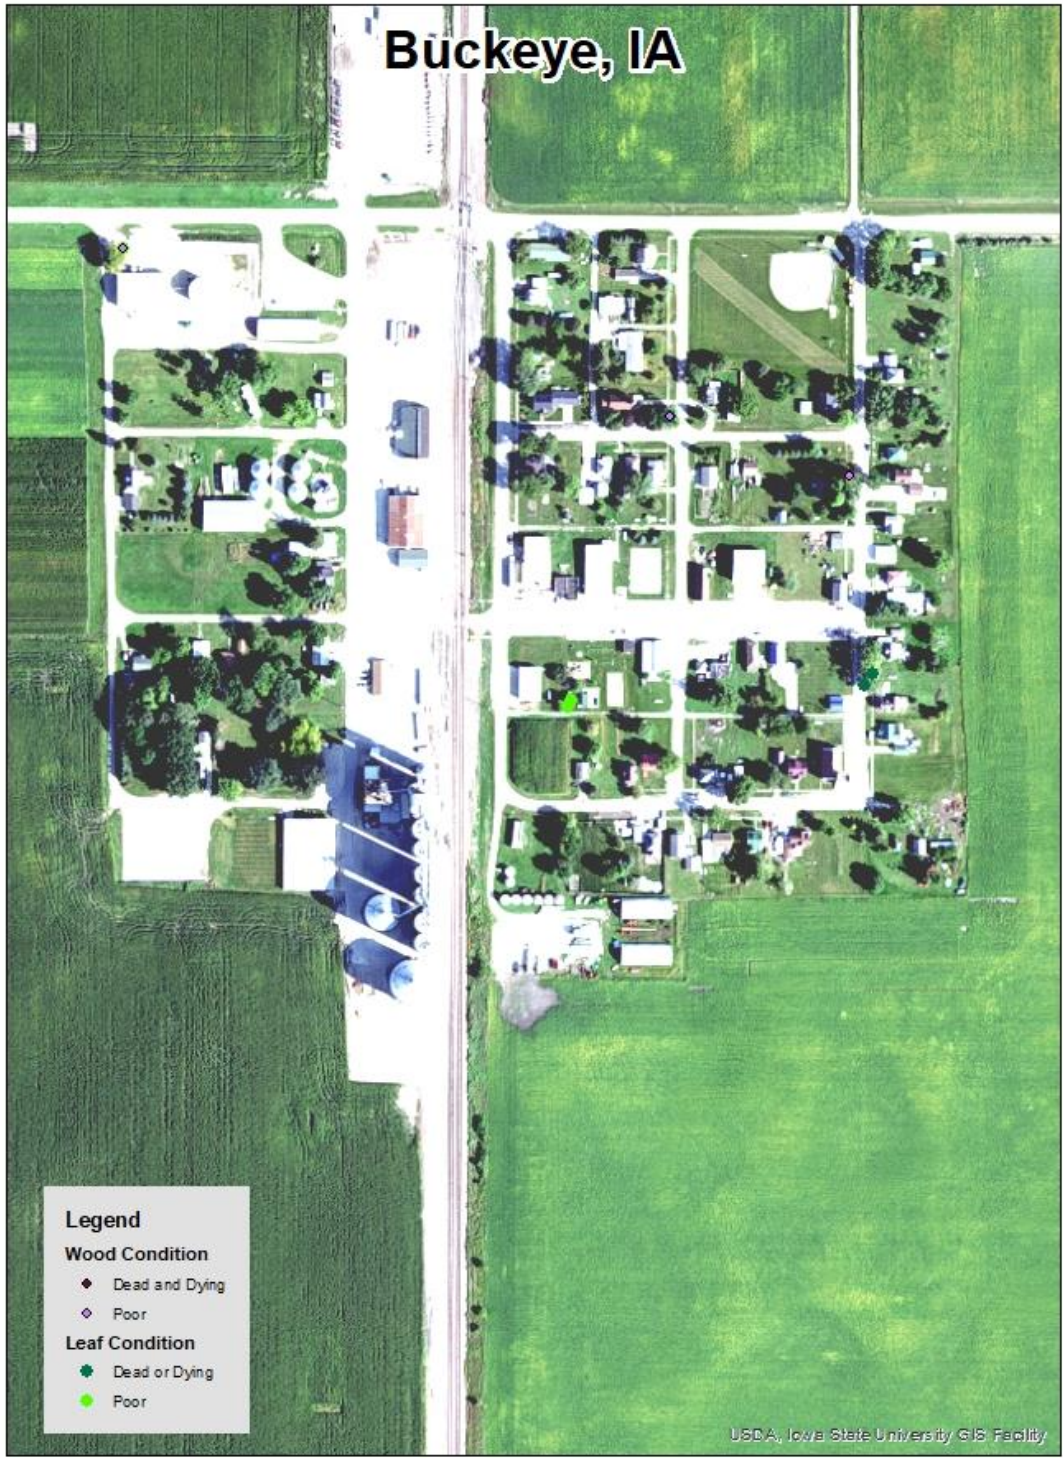 Buckeye, IA
Legend
Wood Condition
Dead and Dying
Poor
Leaf Condition
Dead or Dying
Poor
USDA, Iowa State University GIS Facility